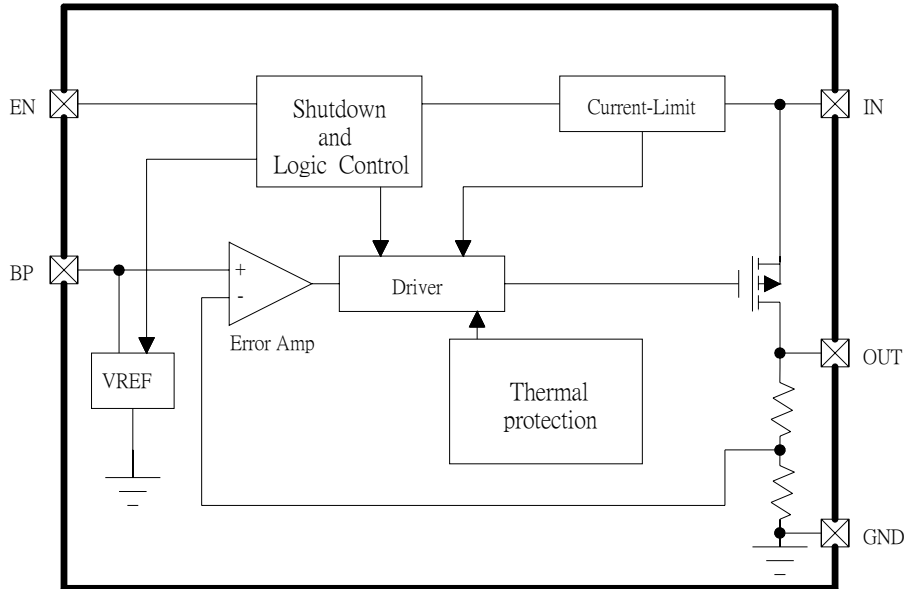 EN
Shutdown
and
Logic Control
Current-Limit
IN
BP
+
-
Error Amp
Driver
VREF
Thermal
protection
OUT
GND